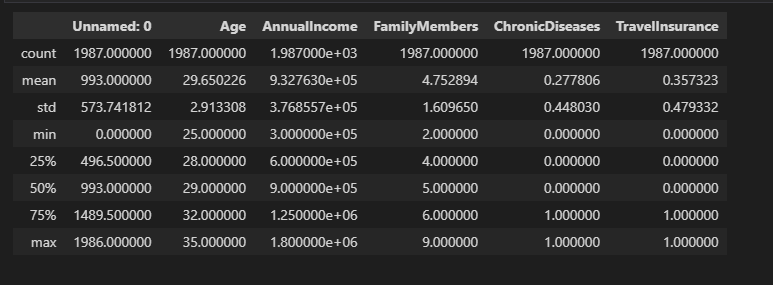 Unnamed: 0 Age AnnualIncome FamilyMembers ChronicDiseases TravelInsurance
count 1987.000000 1987.000000 1.987000e+03 1987.000000 1987.000000 1987.000000
mean 993.000000 29.650226 9.327630e+05 4.752894 0.277806 0.357323
std 573.741812 2.913308 3.768557e+05 1.609650 0.448030 0.479332
min 0.000000 25.000000 3.000000e+05 2.000000 0.000000 0.000000
25% 496.500000 28.000000 6.000000e+05 4.000000 0.000000 0.000000
50% 993.000000 29.000000 9.000000e+05 5.000000 0.000000 0.000000
75% 1489.500000 32.000000 1.250000e+06 6.000000 1.000000 1.000000
max 1986.000000 35.000000 1.800000e+06 9.000000 1.000000 1.000000